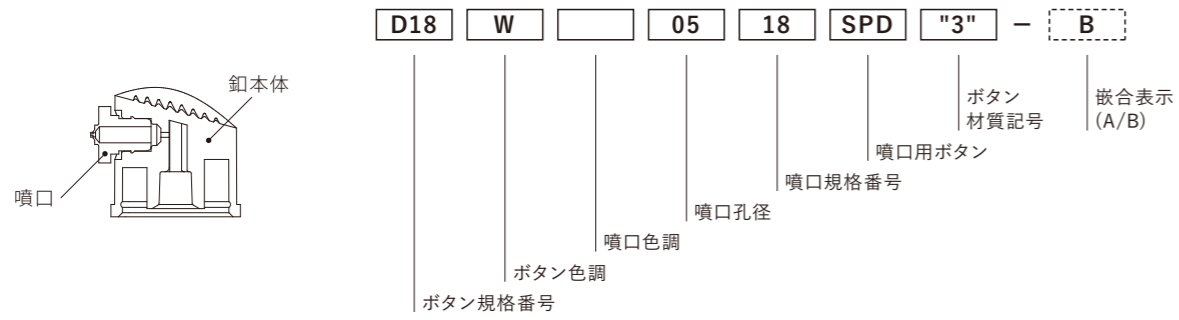 D18 W 05 18 SPD "3" − B
釦本体
噴口
ボタン
材質記号
嵌合表示
(A/B)
噴口用ボタン
噴口規格番号
噴口孔径
噴口色調
ボタン色調
ボタン規格番号